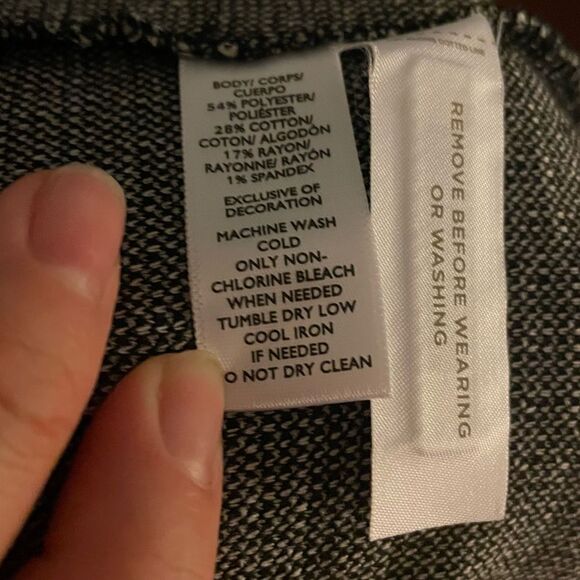 BODY/ CORPS/
CUERPO
54% POLYESTER/
POLIÉSTER
28% COTTON/
COTON/ ALGODÓN
17% RAYON/
RAYONNE/ RAYÓN
1% SPANDEX
EXCLUSIVE OF
DECORATION
MACHINE WASH
COLD
ONLY NON-
CHLORINE BLEACH
WHEN NEEDED
TUMBLE DRY LOW
COOL IRON
IF NEEDED
O NOT DRY CLEAN
DOTTED LINE
REMOVE BEFORE WEARING
OR WASHING